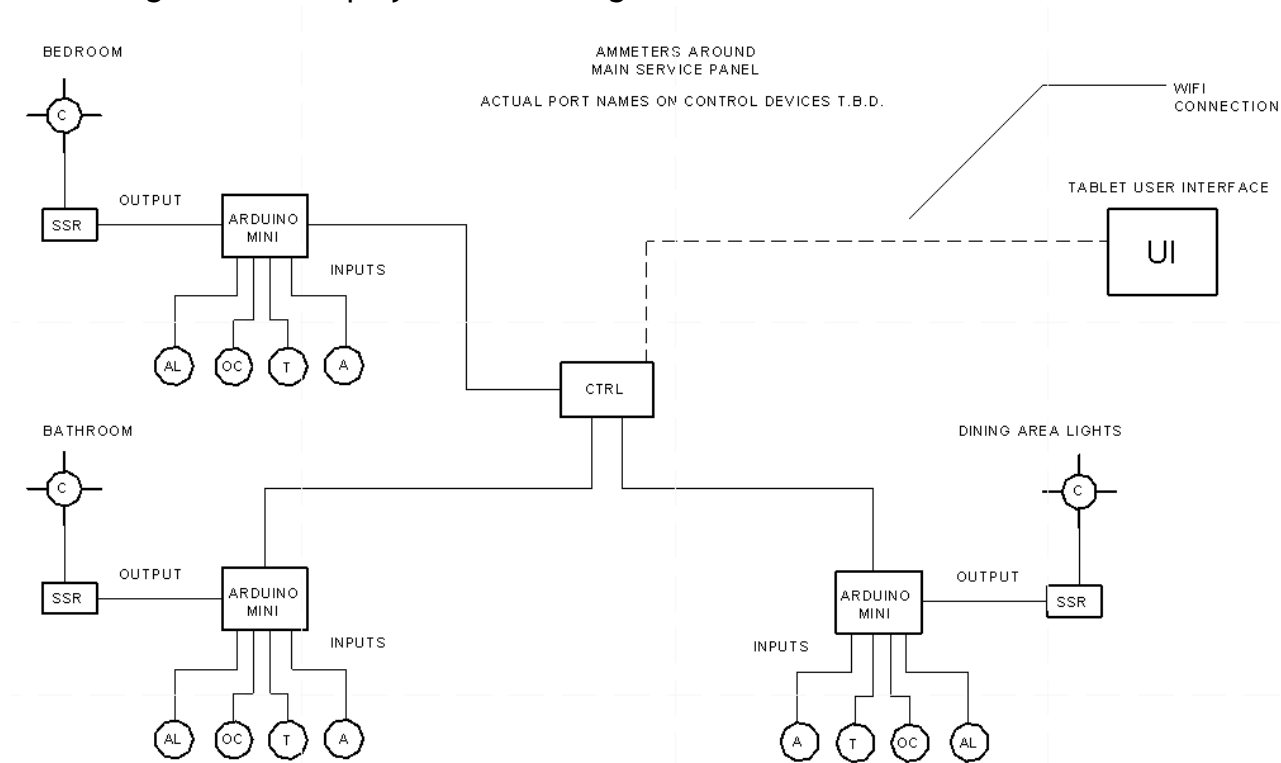 BEDROOM
C
SSR
OUTPUT
ARDUINO
MINI
INPUTS
AL
OC
T
A
AMMETERS AROUND
MAIN SERVICE PANEL
ACTUAL PORT NAMES ON CONTROL DEVICES T.B.D.
WIFI
CONNECTION
TABLET USER INTERFACE
UI
CTRL
BATHROOM
C
SSR
OUTPUT
ARDUINO
MINI
INPUTS
AL
OC
T
A
DINING AREA LIGHTS
C
SSR
OUTPUT
ARDUINO
MINI
INPUTS
A
T
OC
AL